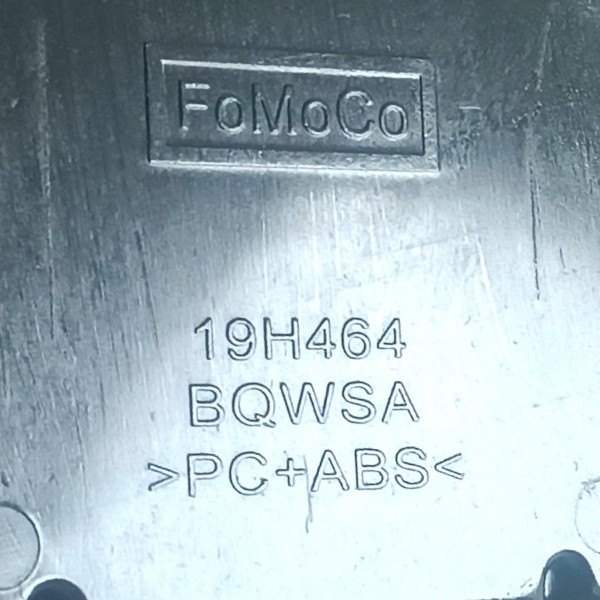 FoMoCo
19H464
BQWSA
>PC+ABS<